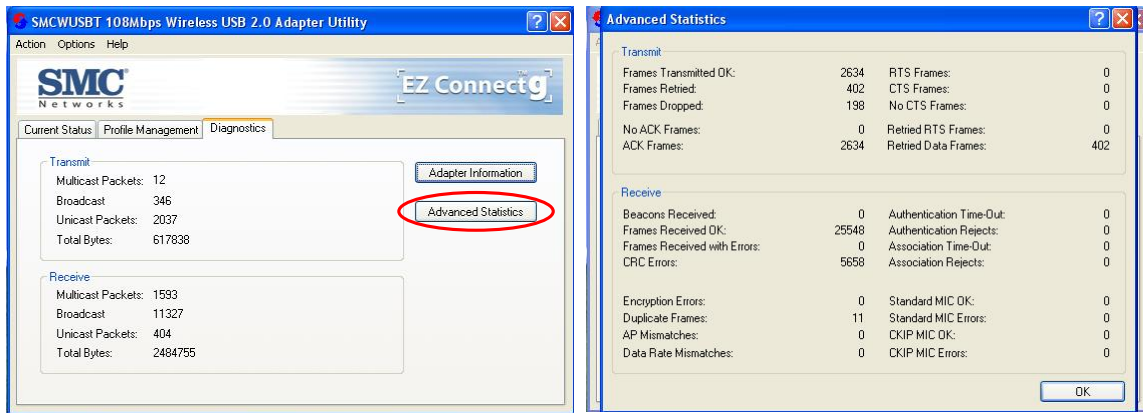 SMCWUSBT 108Mbps Wireless USB 2.0 Adapter Utility
Action Options Help
SMC®
Networks
EZ Connect™ g
Current Status Profile Management Diagnostics
Transmit
Multicast Packets: 12
Broadcast 346
Unicast Packets: 2037
Total Bytes: 617838
Adapter Information
Advanced Statistics
Receive
Multicast Packets: 1593
Broadcast 11327
Unicast Packets: 404
Total Bytes: 2484755
Advanced Statistics
Transmit
Frames Transmitted OK: 2634 RTS Frames: 0
Frames Retried: 402 CTS Frames: 0
Frames Dropped: 198 No CTS Frames: 0
No ACK Frames: 0 Retried RTS Frames: 0
ACK Frames: 2634 Retried Data Frames: 402
Receive
Beacons Received: 0 Authentication Time-Out: 0
Frames Received OK: 25548 Authentication Rejects: 0
Frames Received with Errors: 0 Association Time-Out: 0
CRC Errors: 5658 Association Rejects: 0
Encryption Errors: 0 Standard MIC OK: 0
Duplicate Frames: 11 Standard MIC Errors: 0
AP Mismatches: 0 CKIP MIC OK: 0
Data Rate Mismatches: 0 CKIP MIC Errors: 0
OK